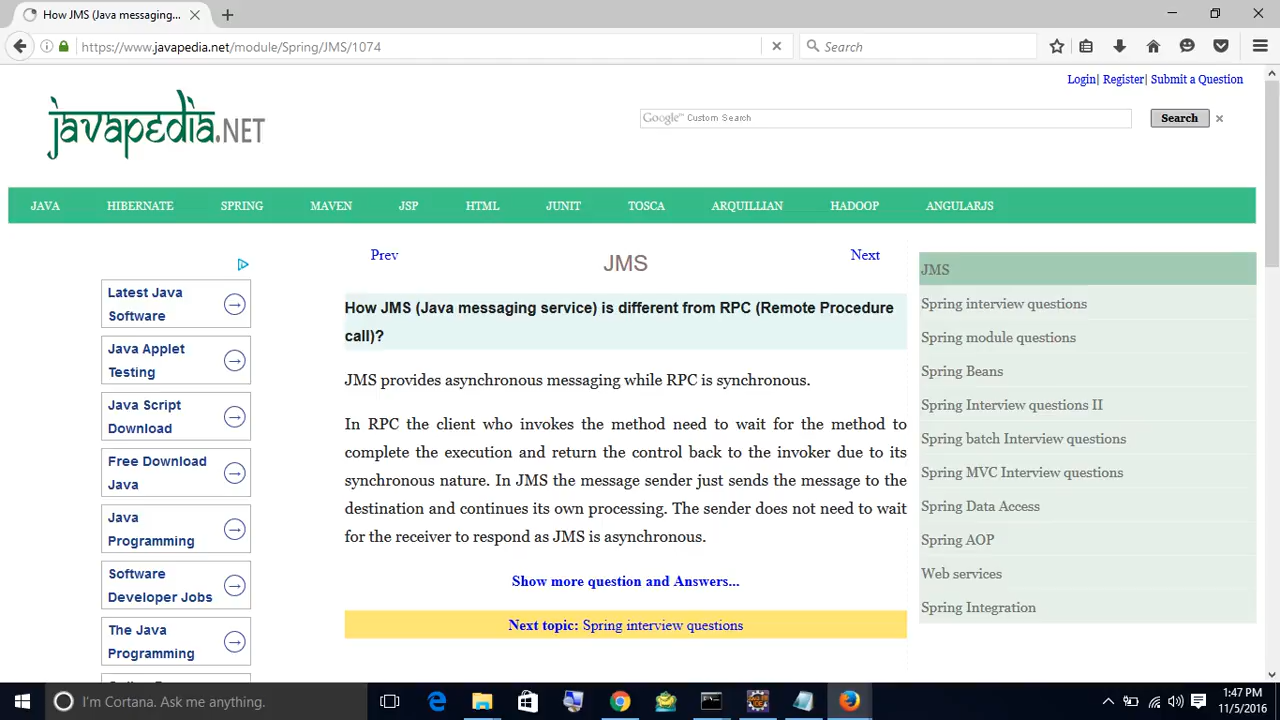 How JMS (Java messaging...
https://www.javapedia.net/module/Spring/JMS/1074
Search
Login| Register| Submit a Question
javapedia.NET
Google™ Custom Search
Search
JAVA HIBERNATE SPRING MAVEN JSP HTML JUNIT TOSCA ARQUILLIAN HADOOP ANGULARJS
Latest Java
Software
Java Applet
Testing
Java Script
Download
Free Download
Java
Java
Programming
Software
Developer Jobs
The Java
Programming
Prev
JMS
Next
How JMS (Java messaging service) is different from RPC (Remote Procedure
call)?
JMS provides asynchronous messaging while RPC is synchronous.
In RPC the client who invokes the method need to wait for the method to
complete the execution and return the control back to the invoker due to its
synchronous nature. In JMS the message sender just sends the message to the
destination and continues its own processing. The sender does not need to wait
for the receiver to respond as JMS is asynchronous.
Show more question and Answers...
Next topic: Spring interview questions
JMS
Spring interview questions
Spring module questions
Spring Beans
Spring Interview questions II
Spring batch Interview questions
Spring MVC Interview questions
Spring Data Access
Spring AOP
Web services
Spring Integration
I'm Cortana. Ask me anything.
1:47 PM
11/5/2016